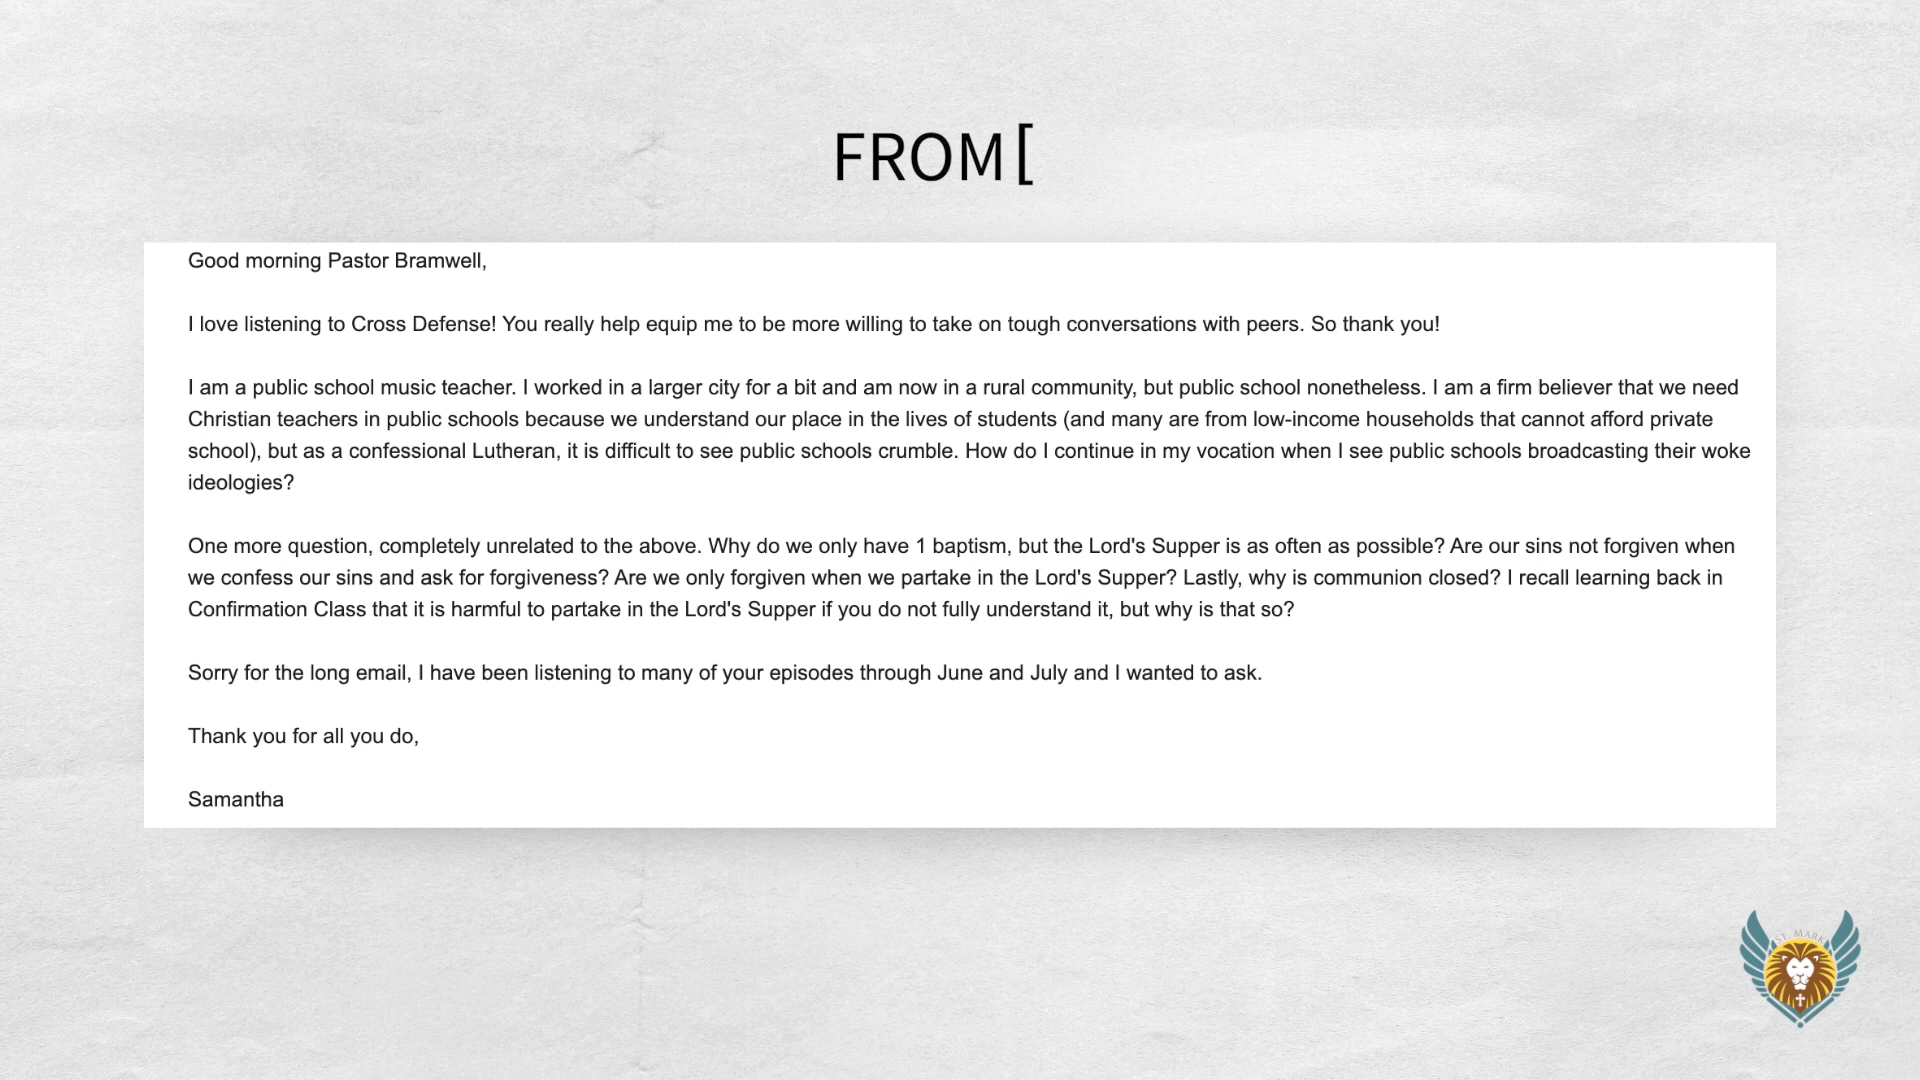 FROM [
Good morning Pastor Bramwell,
I love listening to Cross Defense! You really help equip me to be more willing to take on tough conversations with peers. So thank you!
I am a public school music teacher. I worked in a larger city for a bit and am now in a rural community, but public school nonetheless. I am a firm believer that we need
Christian teachers in public schools because we understand our place in the lives of students (and many are from low-income households that cannot afford private
school), but as a confessional Lutheran, it is difficult to see public schools crumble. How do I continue in my vocation when I see public schools broadcasting their woke
ideologies?
One more question, completely unrelated to the above. Why do we only have 1 baptism, but the Lord's Supper is as often as possible? Are our sins not forgiven when
we confess our sins and ask for forgiveness? Are we only forgiven when we partake in the Lord's Supper? Lastly, why is communion closed? I recall learning back in
Confirmation Class that it is harmful to partake in the Lord's Supper if you do not fully understand it, but why is that so?
Sorry for the long email, I have been listening to many of your episodes through June and July and I wanted to ask.
Thank you for all you do,
Samantha
ST. MARK